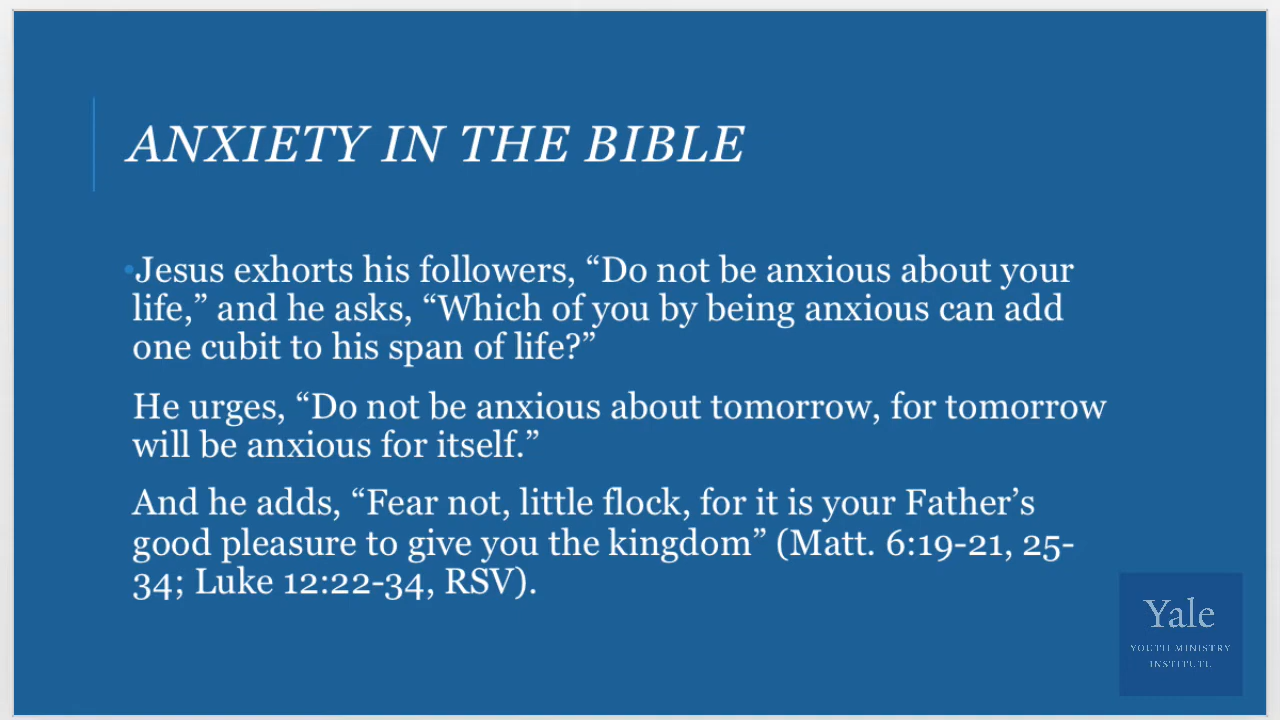 ANXIETY IN THE BIBLE
•Jesus exhorts his followers, “Do not be anxious about your
life,” and he asks, “Which of you by being anxious can add
one cubit to his span of life?”
He urges, “Do not be anxious about tomorrow, for tomorrow
will be anxious for itself.”
And he adds, “Fear not, little flock, for it is your Father’s
good pleasure to give you the kingdom” (Matt. 6:19-21, 25-
34; Luke 12:22-34, RSV).
Yale
YOUTH MINISTRY
INSTITUTE